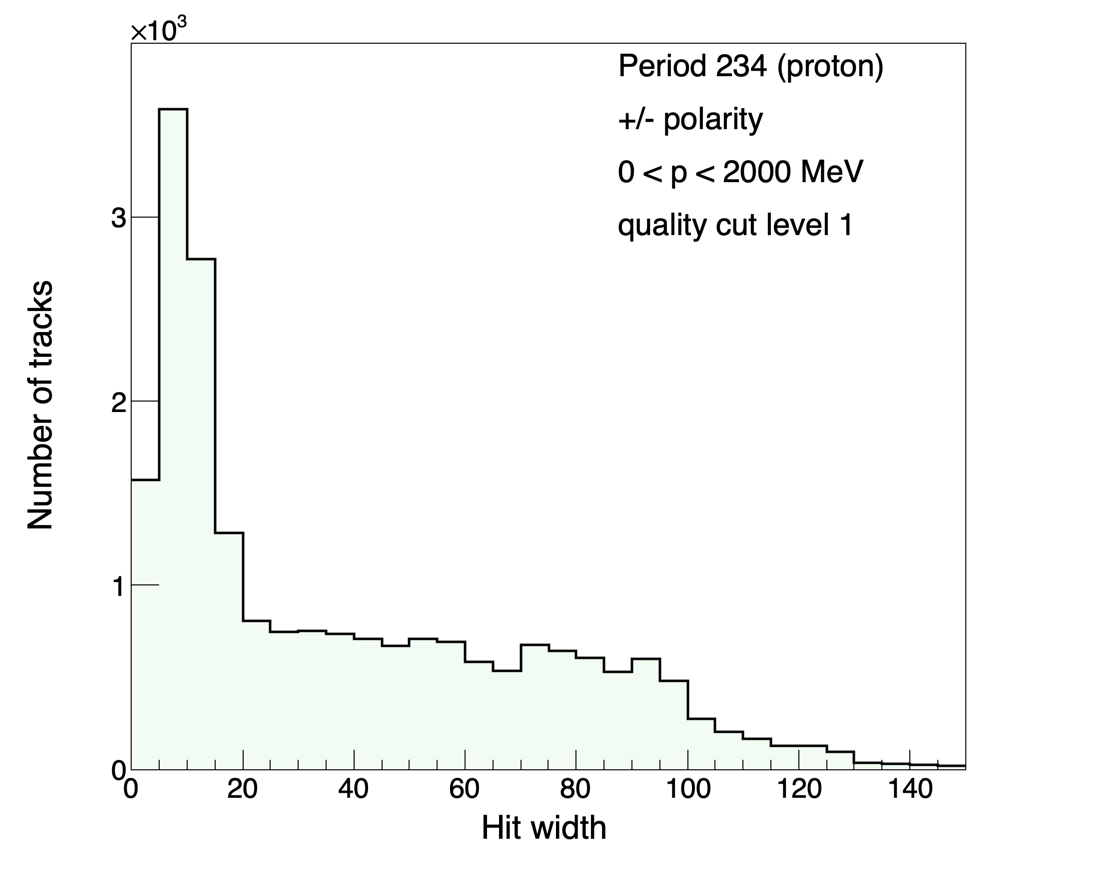 ×10³
Period 234 (proton)
+/- polarity
0 < p < 2000 MeV
quality cut level 1
3
2
1
0
0 20 40 60 80 100 120 140
Number of tracks
Hit width